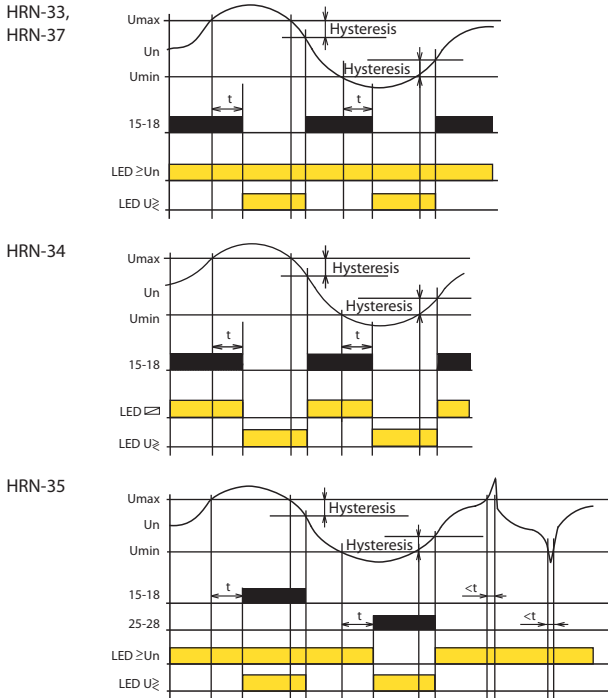 HRN-33,
HRN-37
Umax
Hysteresis
Un
Hysteresis
Umin
t
t
15-18
LED ≥Un
LED U≷
HRN-34
Umax
Hysteresis
Un
Hysteresis
Umin
t
t
15-18
LED
LED U≷
HRN-35
Umax
Hysteresis
Un
Hysteresis
Umin
t
<t
15-18
t
<t
25-28
LED ≥Un
LED U≷